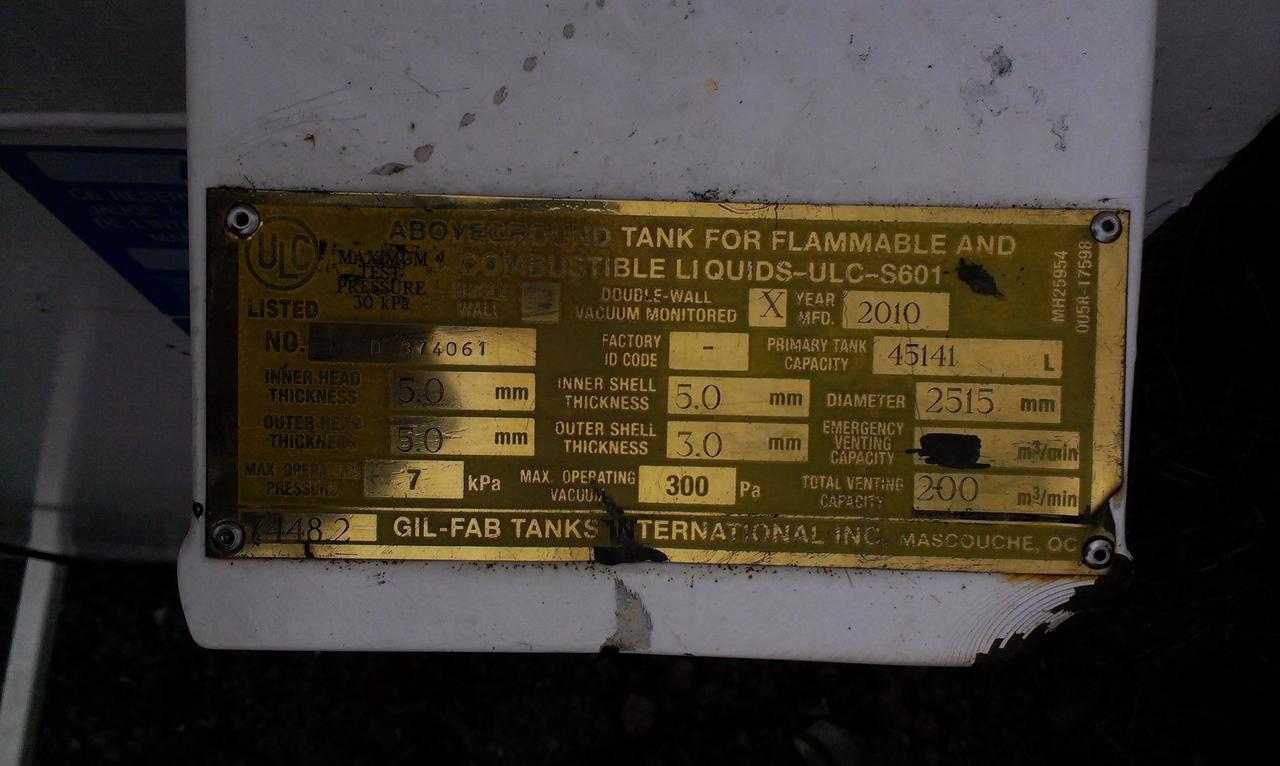 ULC
LISTED
MAXIMUM
TEST
PRESSURE
30 kPa
ABOVEGROUND TANK FOR FLAMMABLE AND
COMBUSTIBLE LIQUIDS-ULC-S601
WALL
DOUBLE-WALL
VACUUM MONITORED X
YEAR
MFD. 2010
MH25954
OU5R-T7598
NO. D 374061
FACTORY
ID CODE -
PRIMARY TANK
CAPACITY 45141 L
INNER HEAD
THICKNESS 5.0 mm
INNER SHELL
THICKNESS 5.0 mm
DIAMETER 2515 mm
OUTER HEAD
THICKNESS 5.0 mm
OUTER SHELL
THICKNESS 3.0 mm
EMERGENCY
VENTING
CAPACITY m³/min
MAX. OPERATING
PRESSURE 7 kPa
MAX. OPERATING
VACUUM 300 Pa
TOTAL VENTING
CAPACITY 200 m³/min
448.2
GIL-FAB TANKS INTERNATIONAL INC. MASCOUCHE, QC
CE